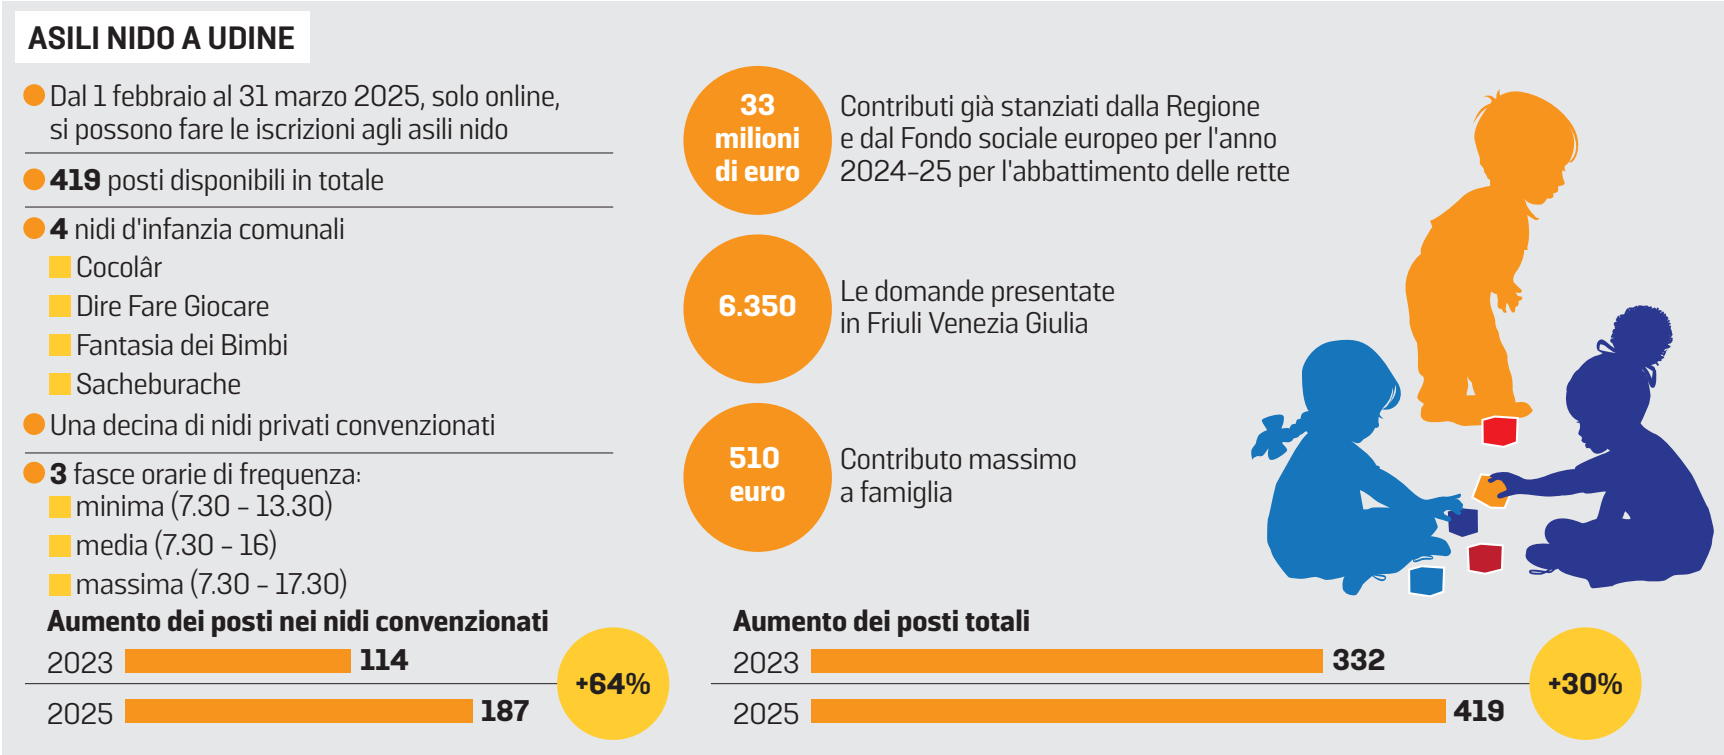 ASILI NIDO A UDINE
Dal 1 febbraio al 31 marzo 2025, solo online,
si possono fare le iscrizioni agli asili nido
419 posti disponibili in totale
4 nidi d'infanzia comunali
Cocolâr
Dire Fare Giocare
Fantasia dei Bimbi
Sacheburache
Una decina di nidi privati convenzionati
3 fasce orarie di frequenza:
minima (7.30 – 13.30)
media (7.30 – 16)
massima (7.30 – 17.30)
33
milioni
di euro
Contributi già stanziati dalla Regione
e dal Fondo sociale europeo per l'anno
2024–25 per l'abbattimento delle rette
6.350
Le domande presentate
in Friuli Venezia Giulia
510
euro
Contributo massimo
a famiglia
Aumento dei posti nei nidi convenzionati
2023 114
2025 187
+64%
Aumento dei posti totali
2023 332
2025 419
+30%